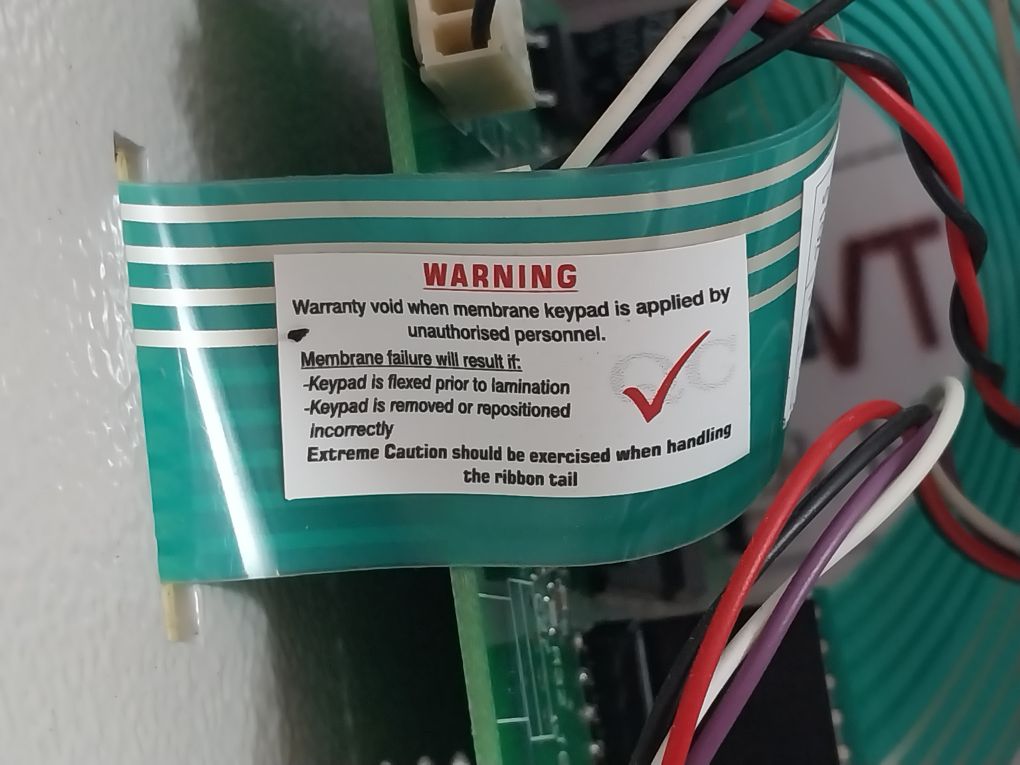 WARNING
Warranty void when membrane keypad is applied by
unauthorised personnel.
Membrane failure will result if:
-Keypad is flexed prior to lamination
-Keypad is removed or repositioned
incorrectly
QC
Extreme Caution should be exercised when handling
the ribbon tail